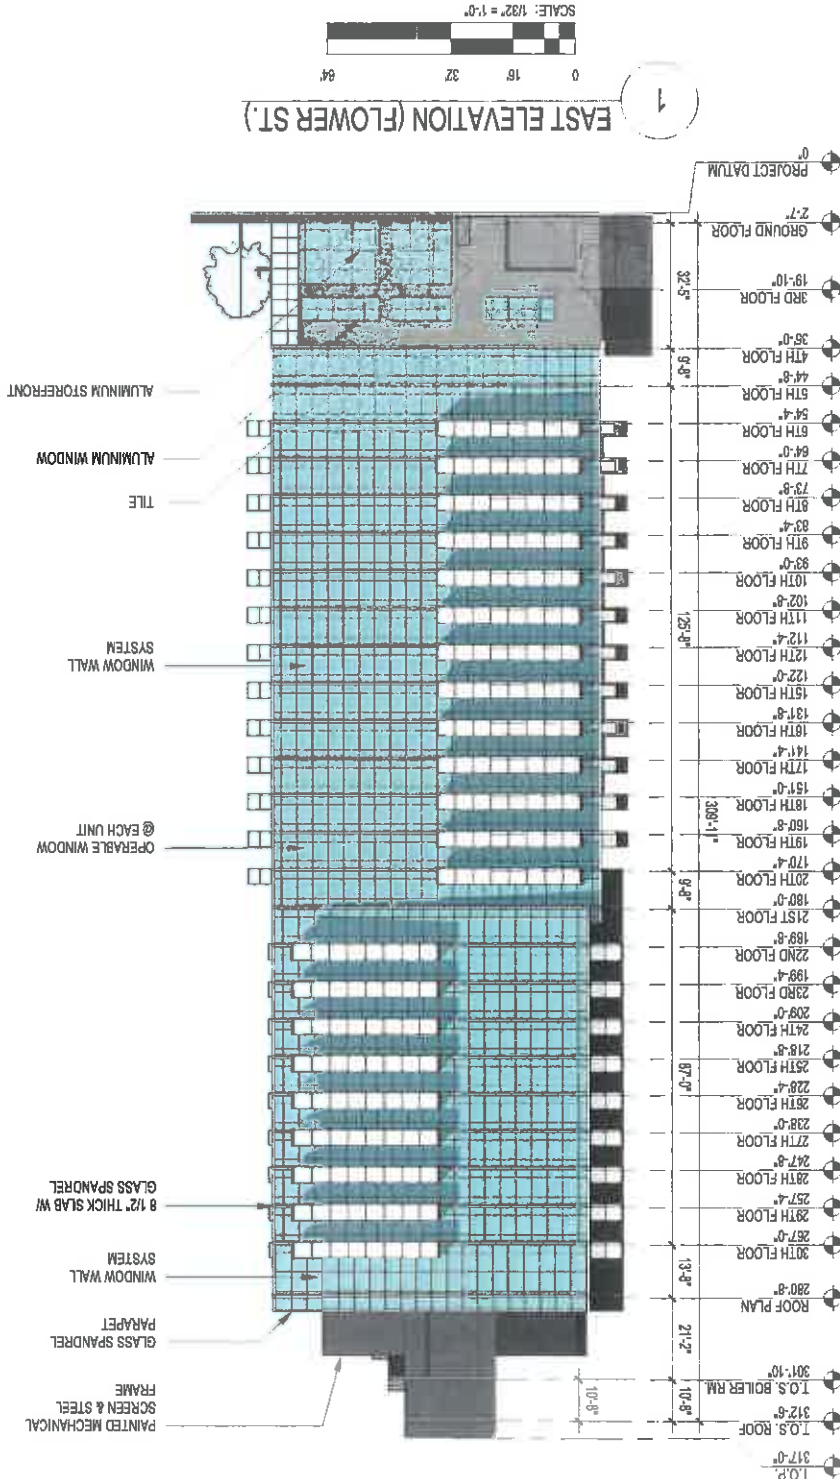 T.O.P.
317'-0"
T.O.S. ROOF
312'-6"
T.O.S. BOILER RM.
301'-10"
ROOF PLAN
280'-8"
30TH FLOOR
267'-0"
29TH FLOOR
257'-4"
28TH FLOOR
247'-8"
27TH FLOOR
238'-0"
26TH FLOOR
228'-4"
25TH FLOOR
218'-8"
24TH FLOOR
209'-0"
23RD FLOOR
199'-4"
22ND FLOOR
189'-8"
21ST FLOOR
180'-0"
20TH FLOOR
170'-4"
19TH FLOOR
160'-8"
18TH FLOOR
151'-0"
17TH FLOOR
141'-4"
16TH FLOOR
131'-8"
15TH FLOOR
122'-0"
12TH FLOOR
112'-4"
11TH FLOOR
102'-8"
10TH FLOOR
93'-0"
9TH FLOOR
83'-4"
8TH FLOOR
73'-8"
7TH FLOOR
64'-0"
6TH FLOOR
54'-4"
5TH FLOOR
44'-8"
4TH FLOOR
35'-0"
3RD FLOOR
19'-10"
GROUND FLOOR
2'-7"
PROJECT DATUM
0"
10'-8"
10'-8"
21'-2"
13'-8"
87'-0"
9'-8"
309'-11"
125'-8"
9'-8"
32'-5"
PAINTED MECHANICAL
SCREEN & STEEL
FRAME
GLASS SPANDREL
PARAPET
WINDOW WALL
SYSTEM
8 1/2" THICK SLAB W/
GLASS SPANDREL
OPERABLE WINDOW
@ EACH UNIT
WINDOW WALL
SYSTEM
TILE
ALUMINUM WINDOW
ALUMINUM STOREFRONT
1
EAST ELEVATION (FLOWER ST.)
0 16' 32' 64'
SCALE: 1/32" = 1'-0"